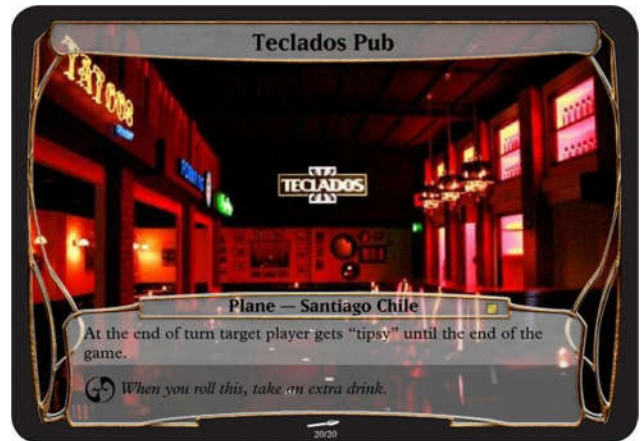 Teclados Pub
TECLADOS
Plane — Santiago Chile
At the end of turn target player gets “tipsy” until the end of the
game.
When you roll this, take an extra drink.
20/20